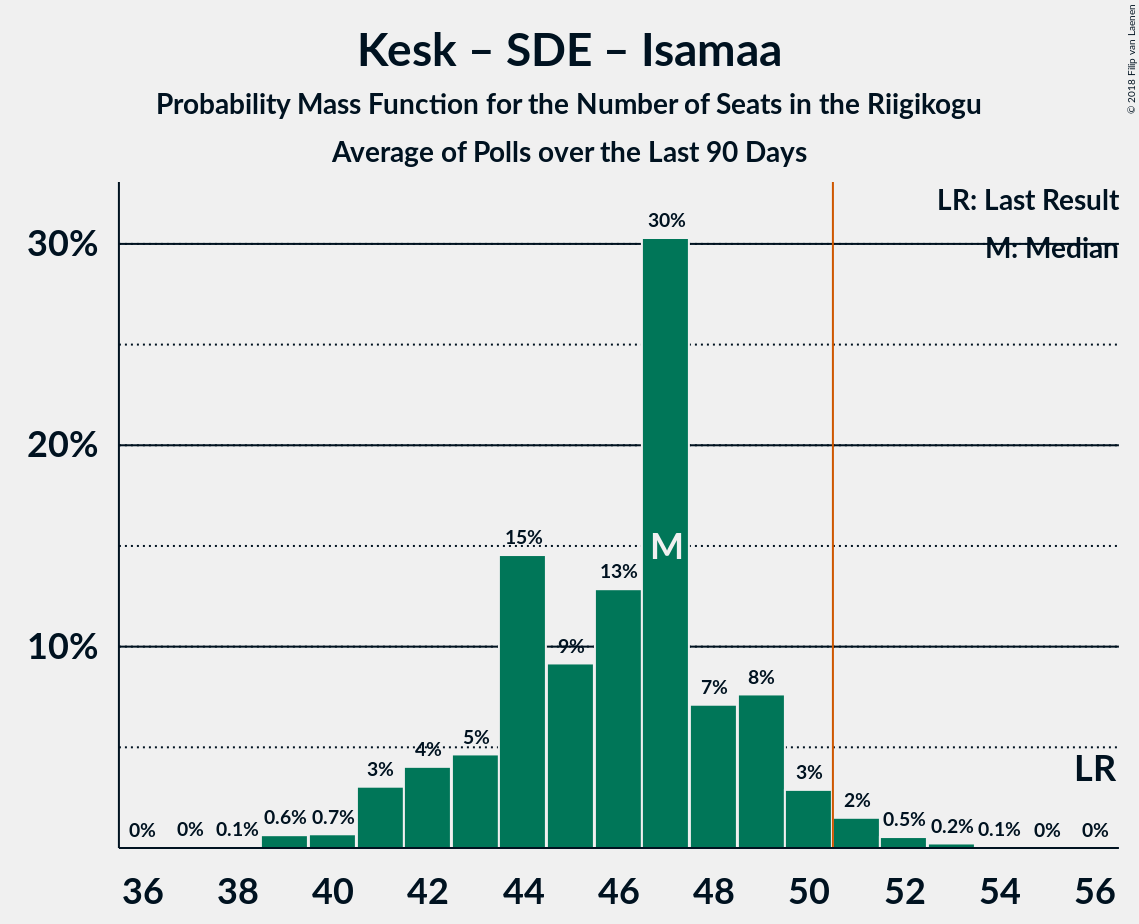 Kesk – SDE – Isamaa
Probability Mass Function for the Number of Seats in the Riigikogu
Average of Polls over the Last 90 Days
© 2018 Filip van Laenen
LR: Last Result
M: Median
30%
20%
10%
0%
0%
0.1%
0.6%
0.7%
3%
4%
5%
15%
9%
13%
30%
M
7%
8%
3%
2%
0.5%
0.2%
0.1%
0%
0%
LR
36 38 40 42 44 46 48 50 52 54 56